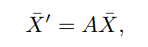 X̄′ = AX̄,